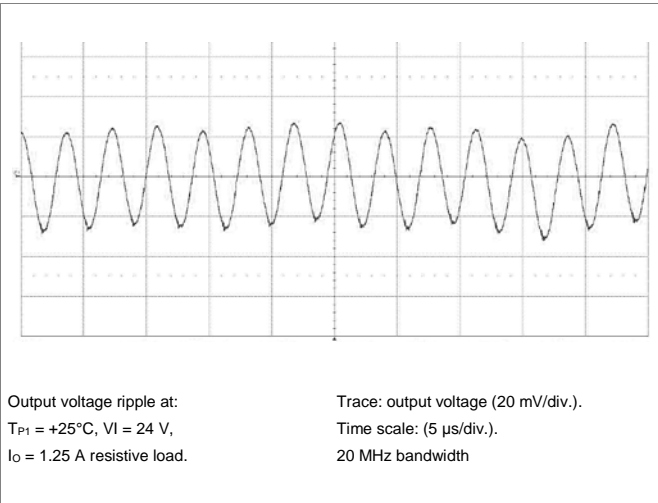 Output voltage ripple at:
TP1 = +25°C, VI = 24 V,
IO = 1.25 A resistive load.
Trace: output voltage (20 mV/div.).
Time scale: (5 µs/div.).
20 MHz bandwidth